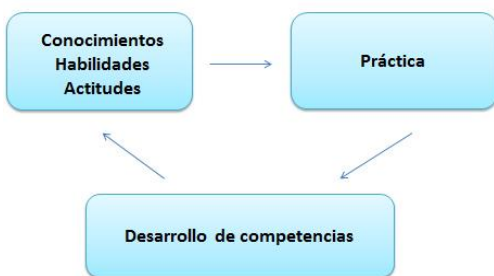 Conocimientos
Habilidades
Actitudes
Práctica
Desarrollo de competencias